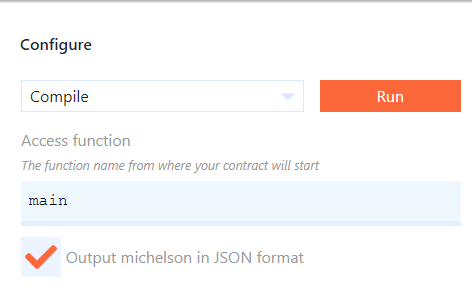 Configure
Compile
Run
Access function
The function name from where your contract will start
main
Output michelson in JSON format